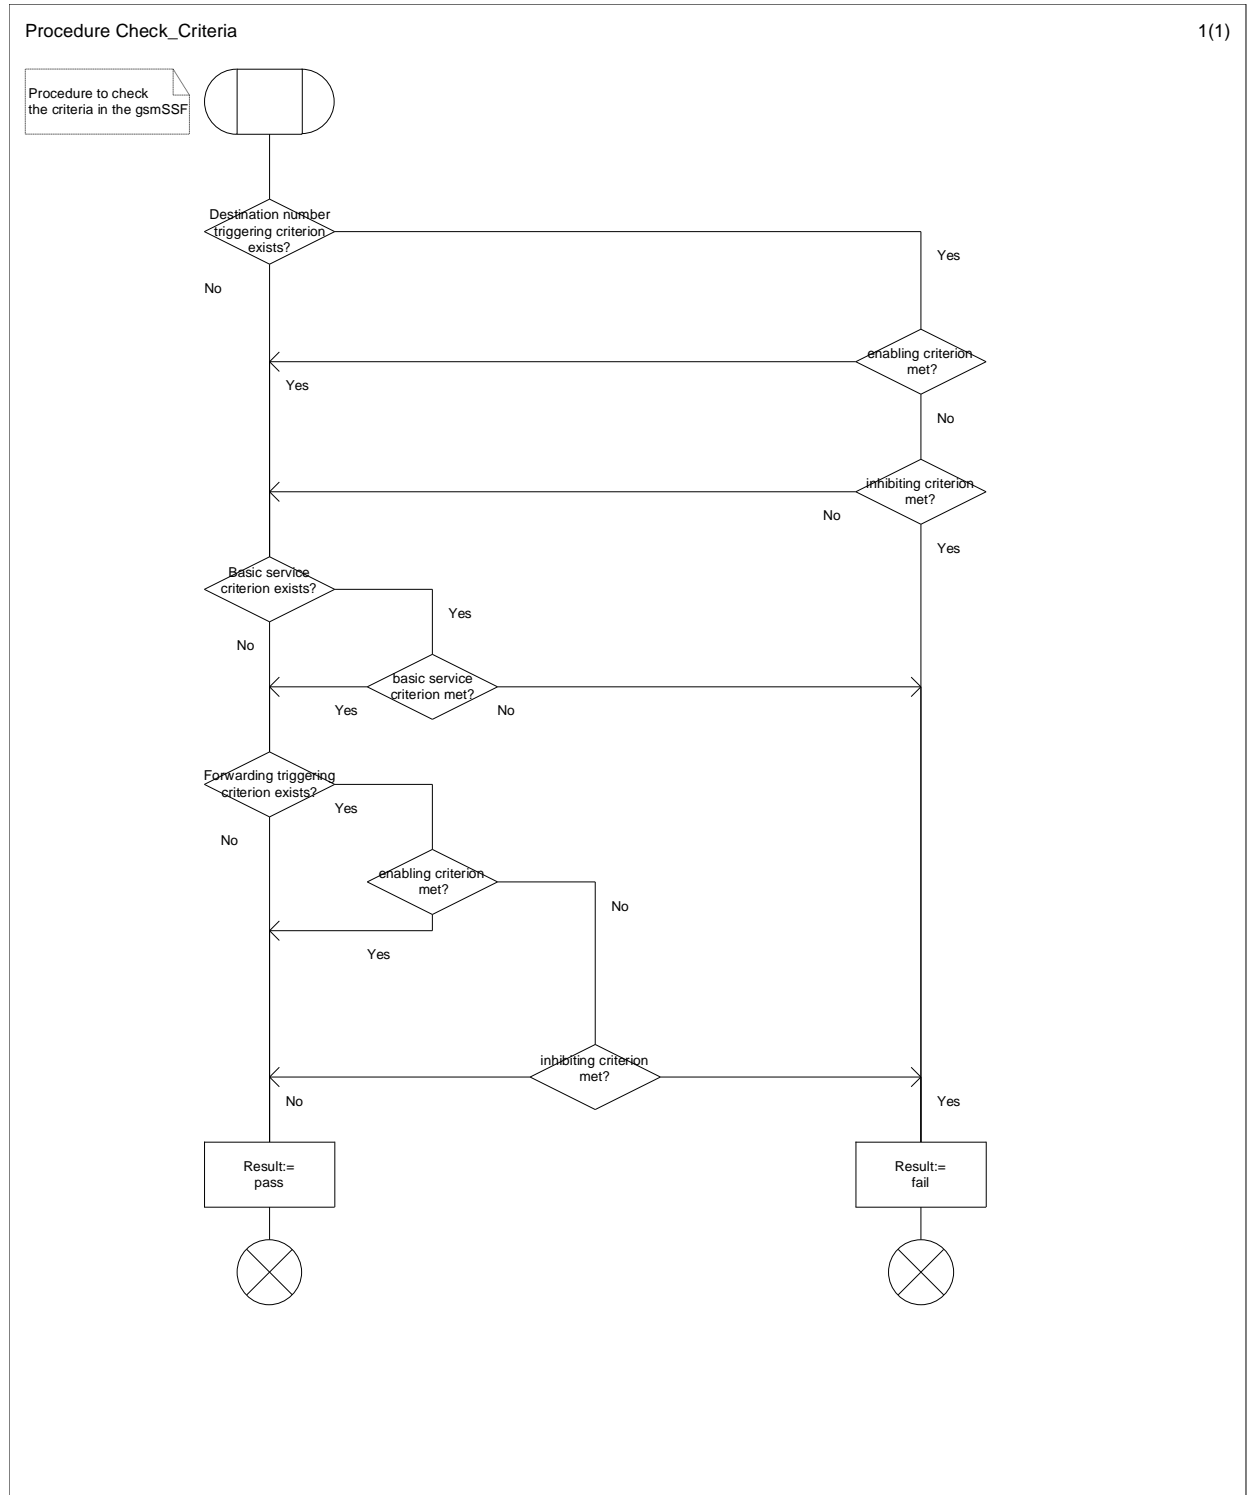 Procedure Check_Criteria
1(1)
Procedure to check
the criteria in the gsmSSF
Destination number
triggering criterion
exists?
Yes
No
enabling criterion
met?
Yes
No
inhibiting criterion
met?
No
Yes
Basic service
criterion exists?
Yes
No
basic service
criterion met?
Yes
No
Forwarding triggering
criterion exists?
Yes
No
enabling criterion
met?
No
Yes
inhibiting criterion
met?
No
Yes
Result:=
pass
Result:=
fail